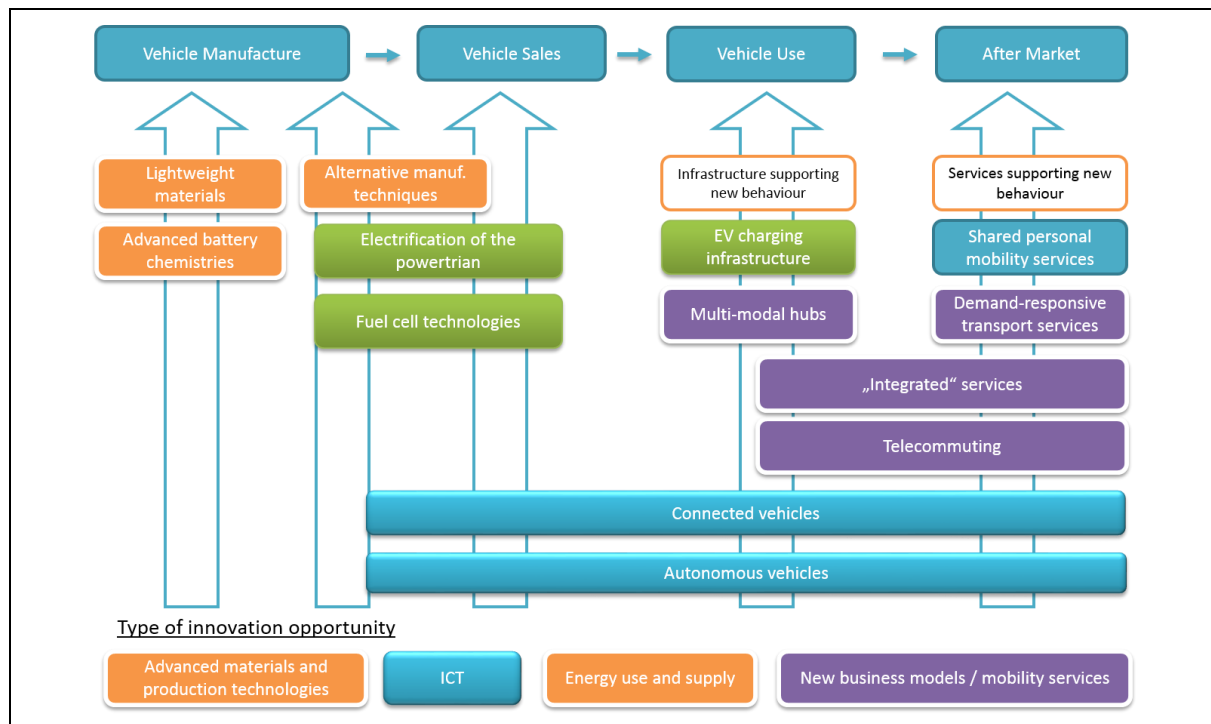 Vehicle Manufacture
Vehicle Sales
Vehicle Use
After Market
Lightweight
materials
Alternative manuf.
techniques
Infrastructure supporting
new behaviour
Services supporting new
behaviour
Advanced battery
chemistries
Electrification of the
powertrian
EV charging
infrastructure
Shared personal
mobility services
Fuel cell technologies
Multi-modal hubs
Demand-responsive
transport services
„Integrated“ services
Telecommuting
Connected vehicles
Autonomous vehicles
Type of innovation opportunity
Advanced materials and
production technologies
ICT
Energy use and supply
New business models / mobility services